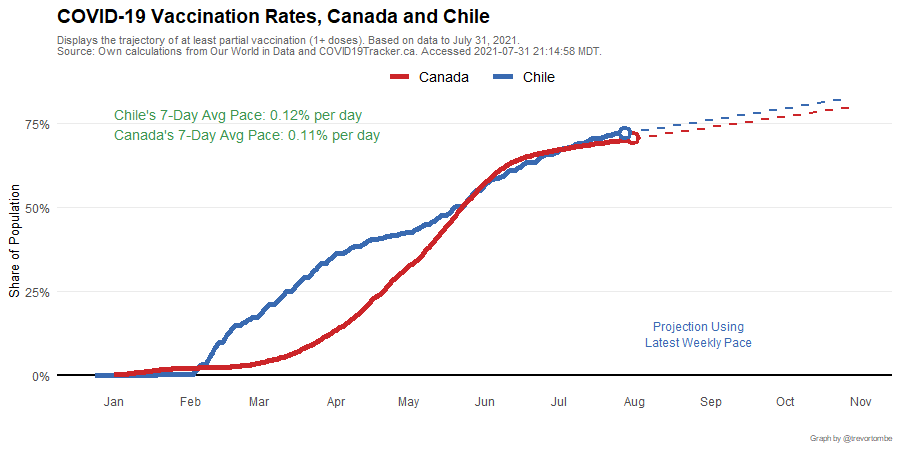 COVID-19 Vaccination Rates, Canada and Chile
Displays the trajectory of at least partial vaccination (1+ doses). Based on data to July 31, 2021.
Source: Own calculations from Our World in Data and COVID19Tracker.ca. Accessed 2021-07-31 21:14:58 MDT.
Canada Chile
Chile's 7-Day Avg Pace: 0.12% per day
Canada's 7-Day Avg Pace: 0.11% per day
75%
50%
25%
0%
Share of Population
Projection Using
Latest Weekly Pace
Jan Feb Mar Apr May Jun Jul Aug Sep Oct Nov
Graph by @trevortombe